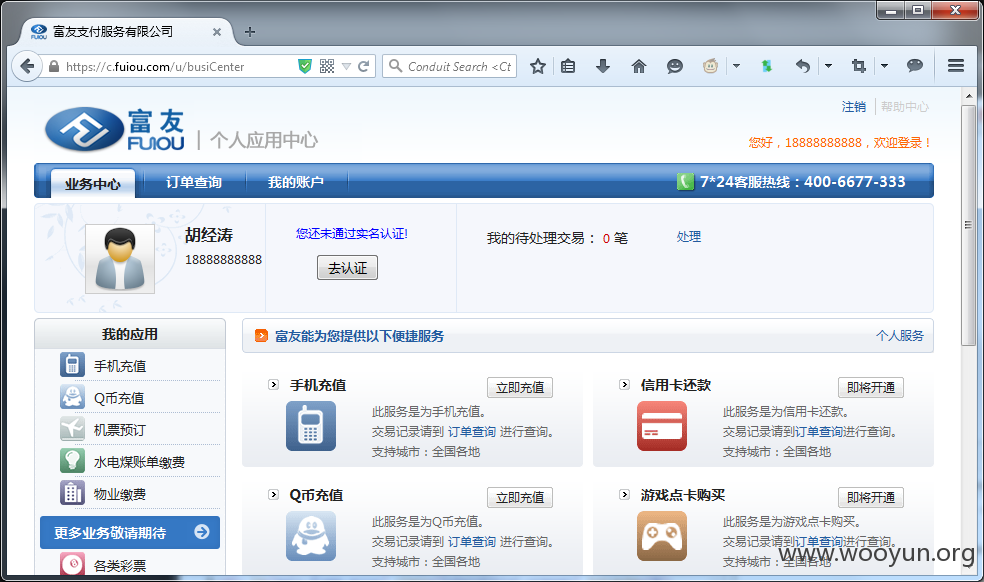 富友支付服务有限公司
https://c.fuiou.com/u/busiCenter
Conduit Search <Ct
注销 帮助中心
富友
FUIOU
个人应用中心
您好，18888888888，欢迎登录！
业务中心 订单查询 我的账户
7*24客服热线：400-6677-333
胡经涛
18888888888
您还未通过实名认证!
去认证
我的待处理交易： 0 笔 处理
我的应用
手机充值
Q币充值
机票预订
水电煤账单缴费
物业缴费
更多业务敬请期待
各类彩票
富友能为您提供以下便捷服务 个人服务
手机充值 立即充值
此服务是为手机充值。
交易记录请到 订单查询 进行查询。
支持城市：全国各地
信用卡还款 即将开通
此服务是为信用卡还款。
交易记录请到订单查询进行查询。
支持城市：全国各地
Q币充值 立即充值
此服务是为Q币充值。
交易记录请到 订单查询 进行查询。
支持城市：全国各地
游戏点卡购买 即将开通
此服务是为游戏点卡购买。
交易记录请到订单查询进行查询。
支持城市：全国各地
www.wooyun.org